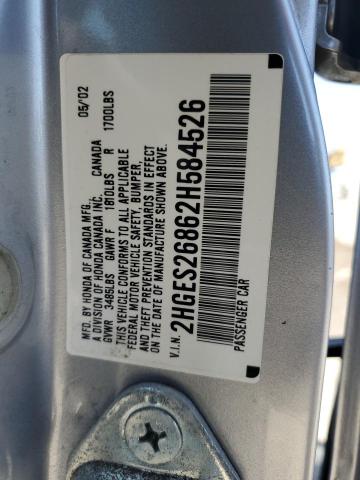 MFD. BY HONDA OF CANADA MFG. 05/02
A DIVISION OF HONDA CANADA INC. CANADA
GVWR 3485LBS GAWR F 1810LBS R 1700LBS
THIS VEHICLE CONFORMS TO ALL APPLICABLE
FEDERAL MOTOR VEHICLE SAFETY, BUMPER,
AND THEFT PREVENTION STANDARDS IN EFFECT
ON THE DATE OF MANUFACTURE SHOWN ABOVE.
V.I.N. 2HGES26862H584526
PASSENGER CAR